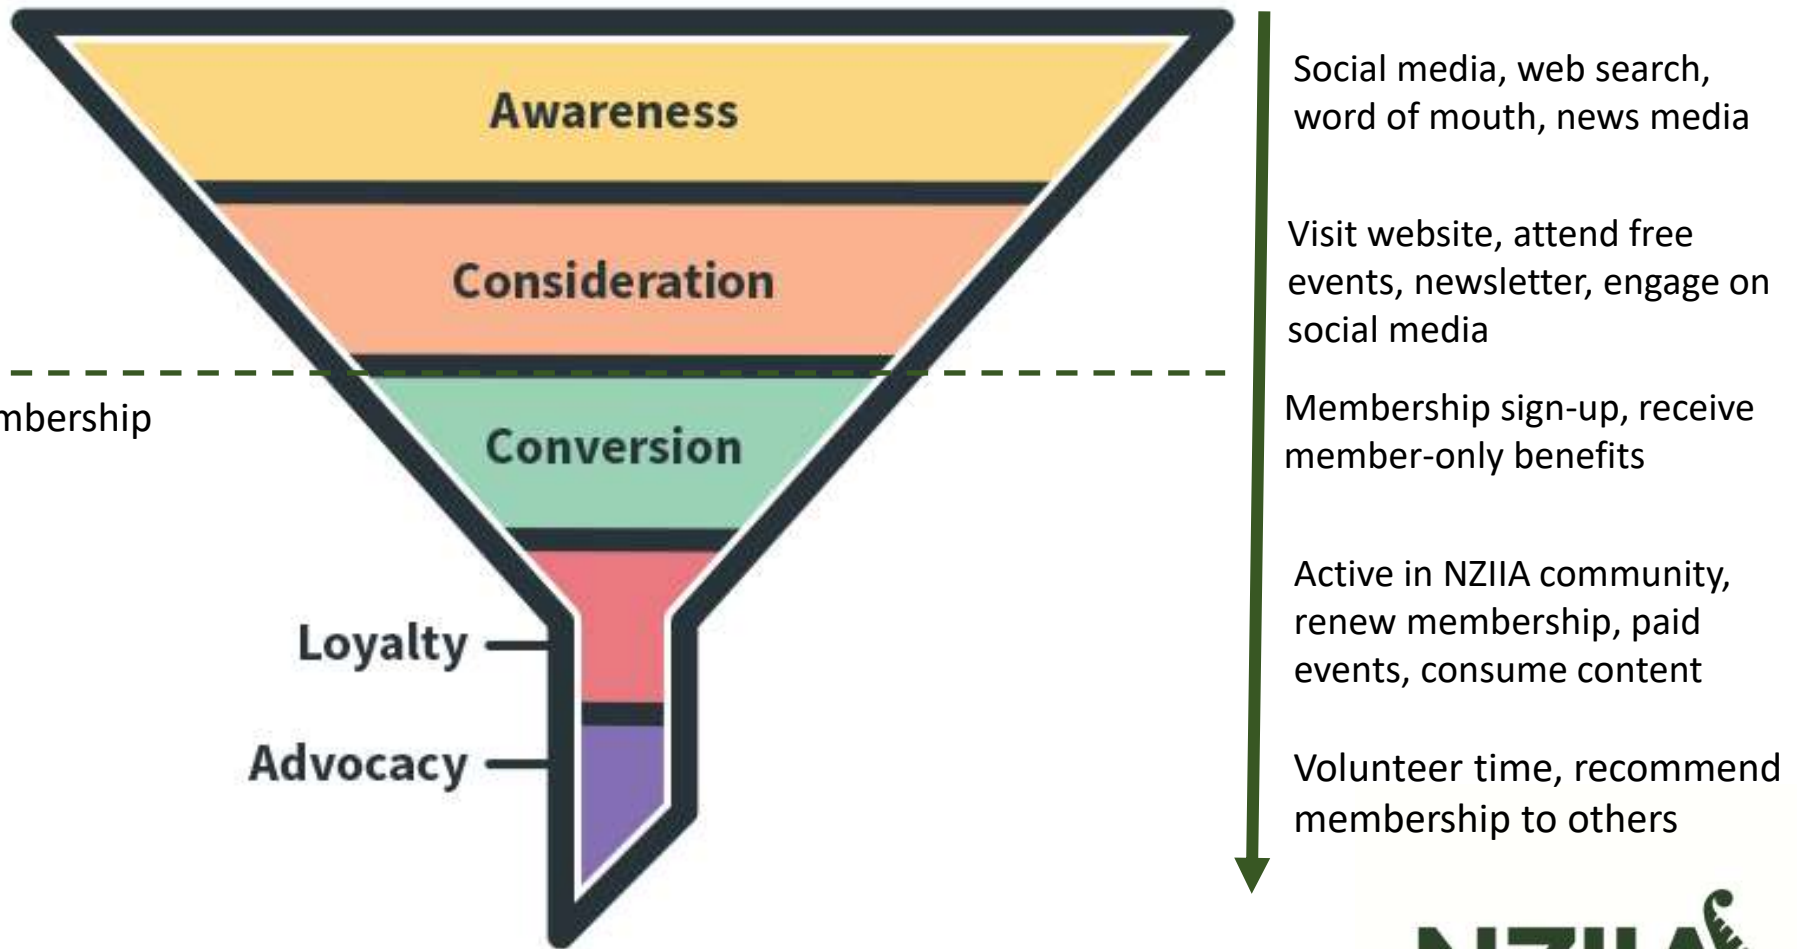 Awareness
Social media, web search,
word of mouth, news media
Consideration
Visit website, attend free
events, newsletter, engage on
social media
mbership
Conversion
Membership sign-up, receive
member-only benefits
Loyalty
Active in NZIIA community,
renew membership, paid
events, consume content
Advocacy
Volunteer time, recommend
membership to others
NZIIA